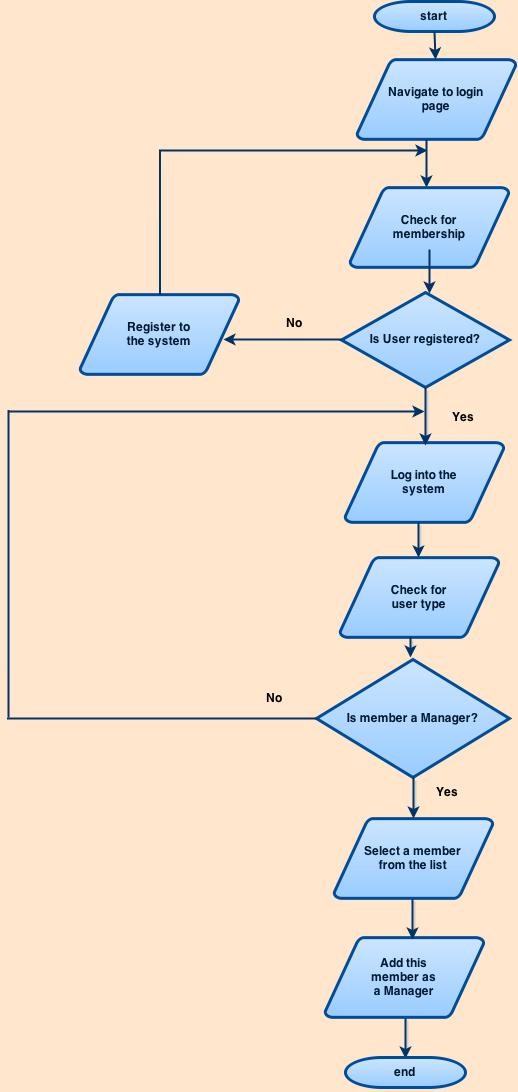 start
Navigate to login
page
Check for
membership
Register to
the system
No
Is User registered?
Yes
Log into the
system
Check for
user type
No
Is member a Manager?
Yes
Select a member
from the list
Add this
member as
a Manager
end